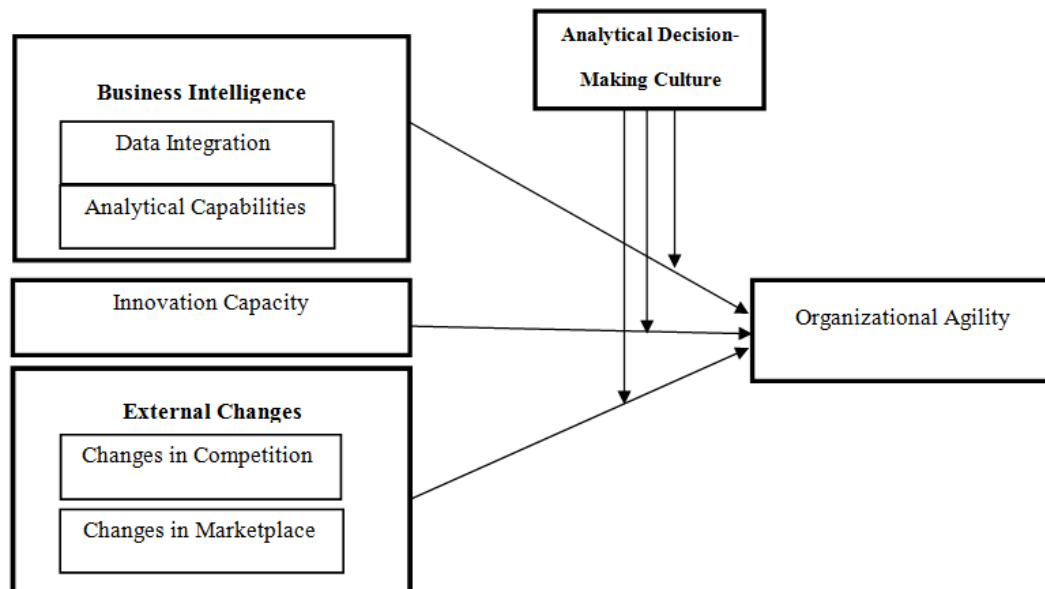 Analytical Decision-
Making Culture
Business Intelligence
Data Integration
Analytical Capabilities
Innovation Capacity
Organizational Agility
External Changes
Changes in Competition
Changes in Marketplace